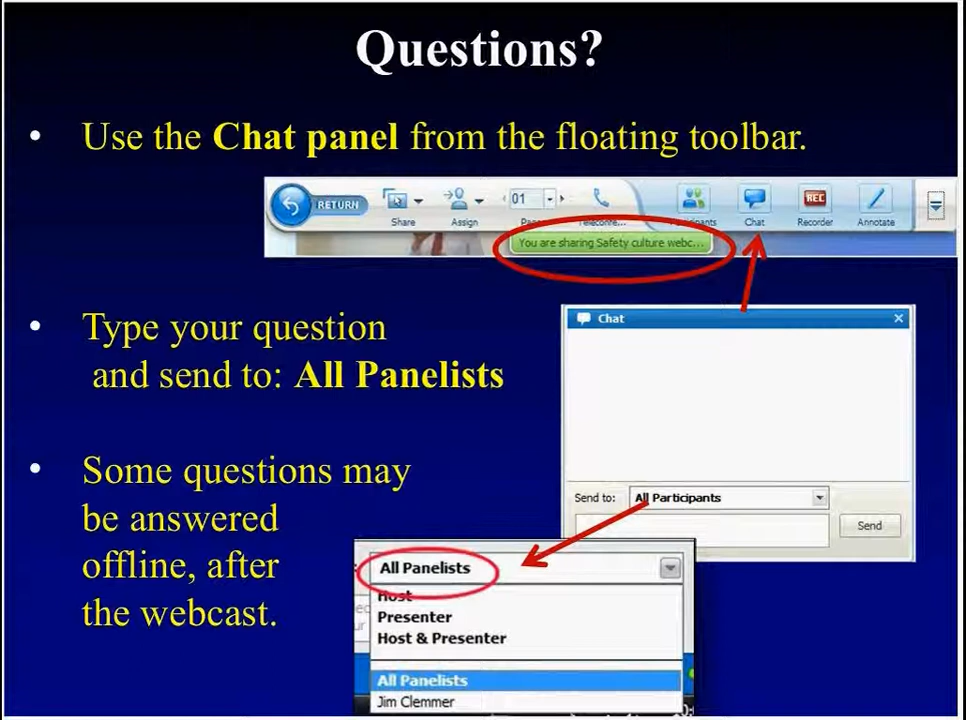 Questions?
• Use the Chat panel from the floating toolbar.
RETURN
01
REC
Share
Assign
Chat
Recorder
Annotate
You are sharing Safety culture webc...
• Type your question
and send to: All Panelists
Chat
• Some questions may
be answered
offline, after
the webcast.
Send to: All Participants
Send
All Panelists
Host
Presenter
Host & Presenter
All Panelists
Jim Clemmer